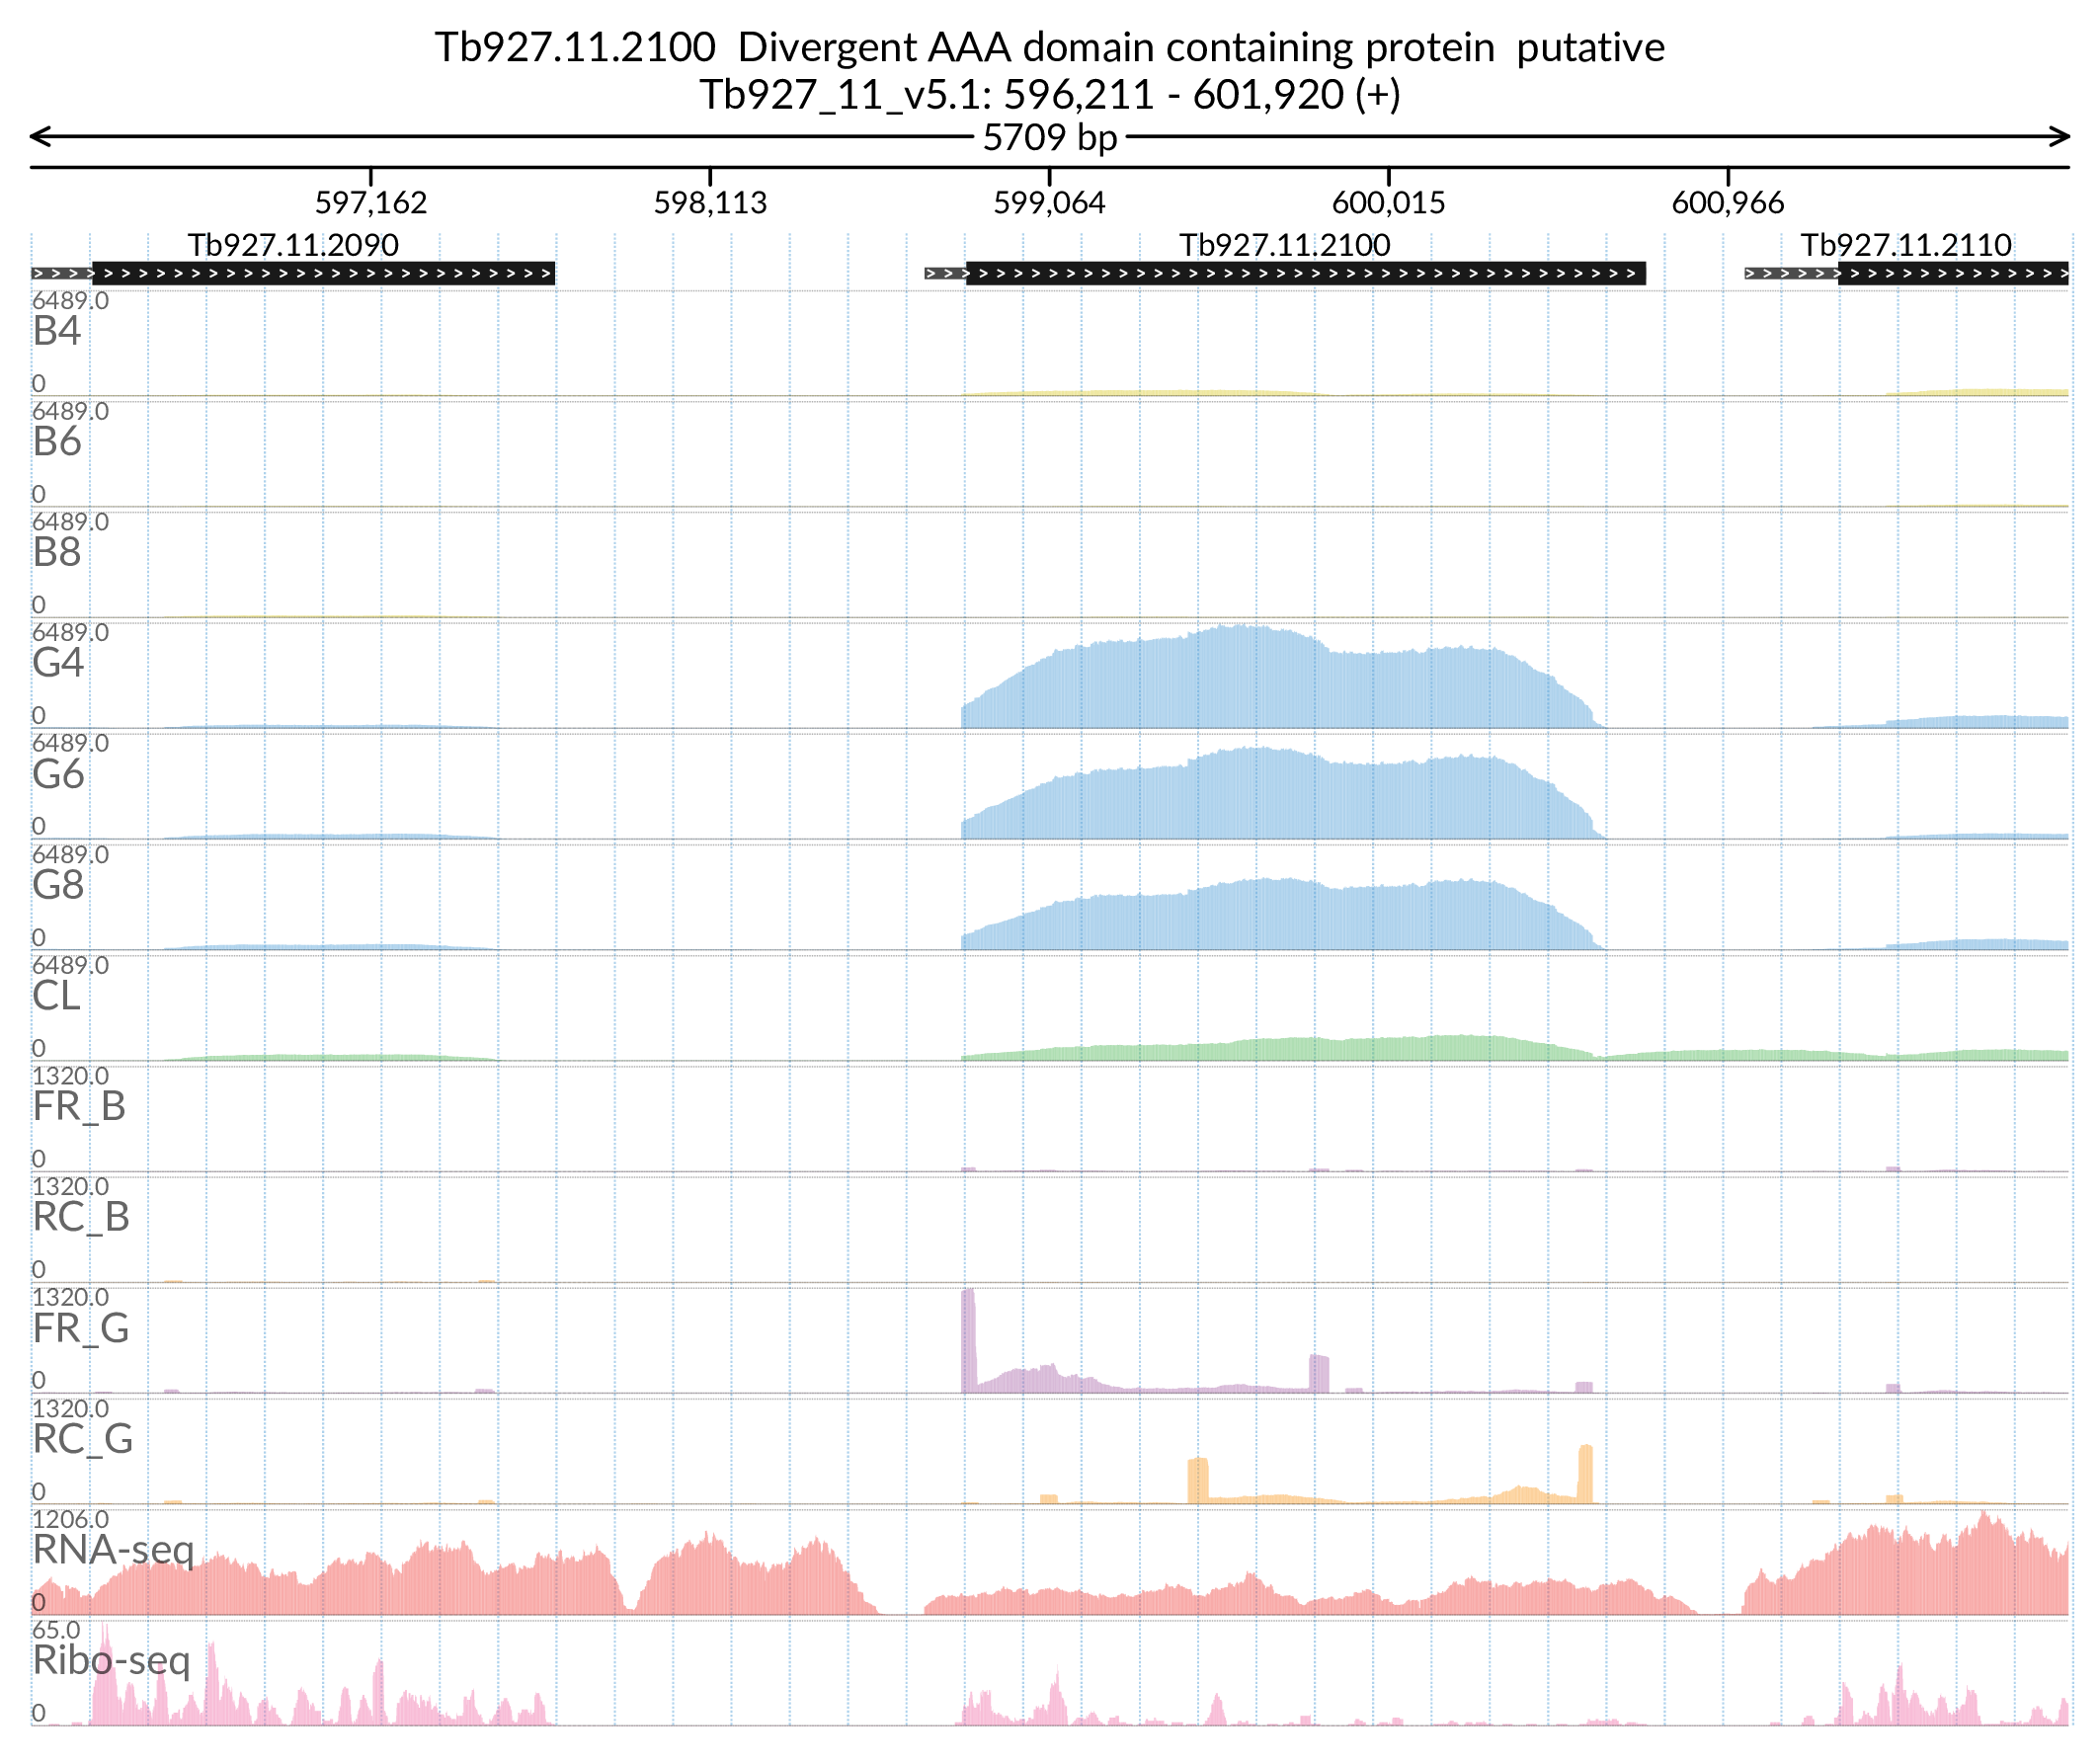 Tb927.11.2100  Divergent AAA domain containing protein  putative
Tb927_11_v5.1: 596,211 - 601,920 (+)
5709 bp
597,162 598,113 599,064 600,015 600,966
Tb927.11.2090 Tb927.11.2100 Tb927.11.2110
6489.0
B4
0
6489.0
B6
0
6489.0
B8
0
6489.0
G4
0
6489.0
G6
0
6489.0
G8
0
6489.0
CL
0
1320.0
FR_B
0
1320.0
RC_B
0
1320.0
FR_G
0
1320.0
RC_G
0
1206.0
RNA-seq
0
65.0
Ribo-seq
0